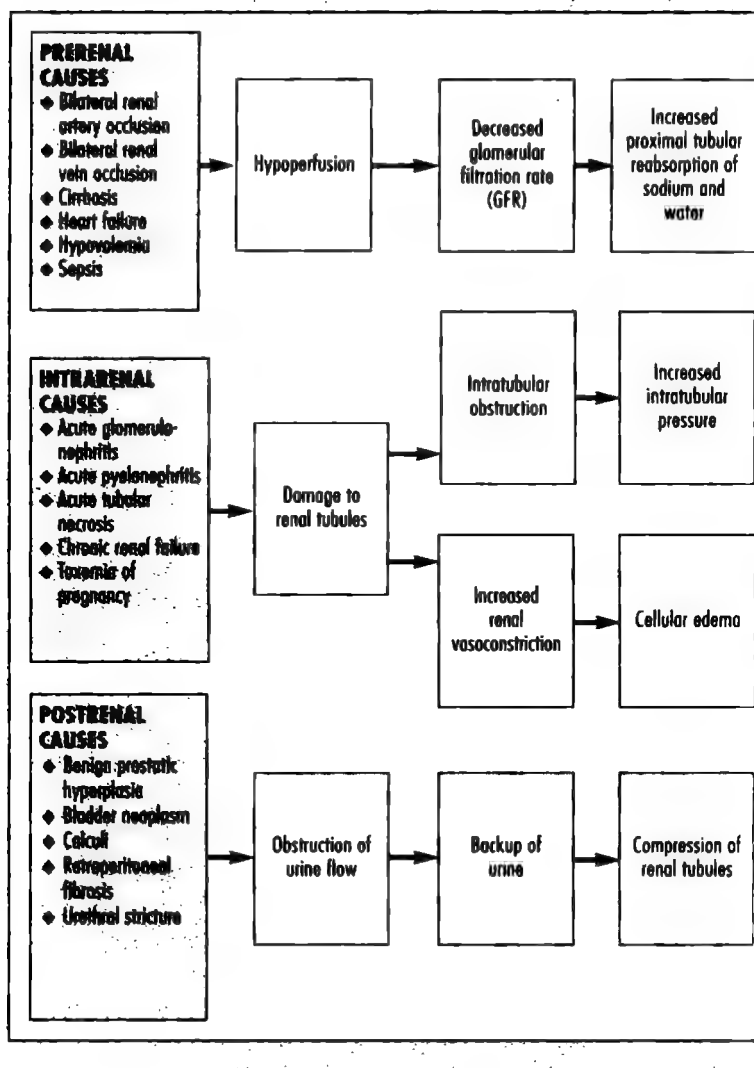 PRERENAL
CAUSES
◆ Bilateral renal
artery occlusion
◆ Bilateral renal
vein occlusion
◆ Cirrhosis
◆ Heart failure
◆ Hypovolemia
◆ Sepsis
Hypoperfusion
Decreased
glomerular
filtration rate
(GFR)
Increased
proximal tubular
reabsorption of
sodium and
water
INTRARENAL
CAUSES
◆ Acute glomerulo-
nephritis
◆ Acute pyelonephritis
◆ Acute tubular
necrosis
◆ Chronic renal failure
◆ Toxemia of
pregnancy
Damage to
renal tubules
Intratubular
obstruction
Increased
intratubular
pressure
Increased
renal
vasoconstriction
Cellular edema
POSTRENAL
CAUSES
◆ Benign prostatic
hyperplasia
◆ Bladder neoplasm
◆ Calculi
◆ Retroperitoneal
fibrosis
◆ Urethral stricture
Obstruction of
urine flow
Backup of
urine
Compression of
renal tubules